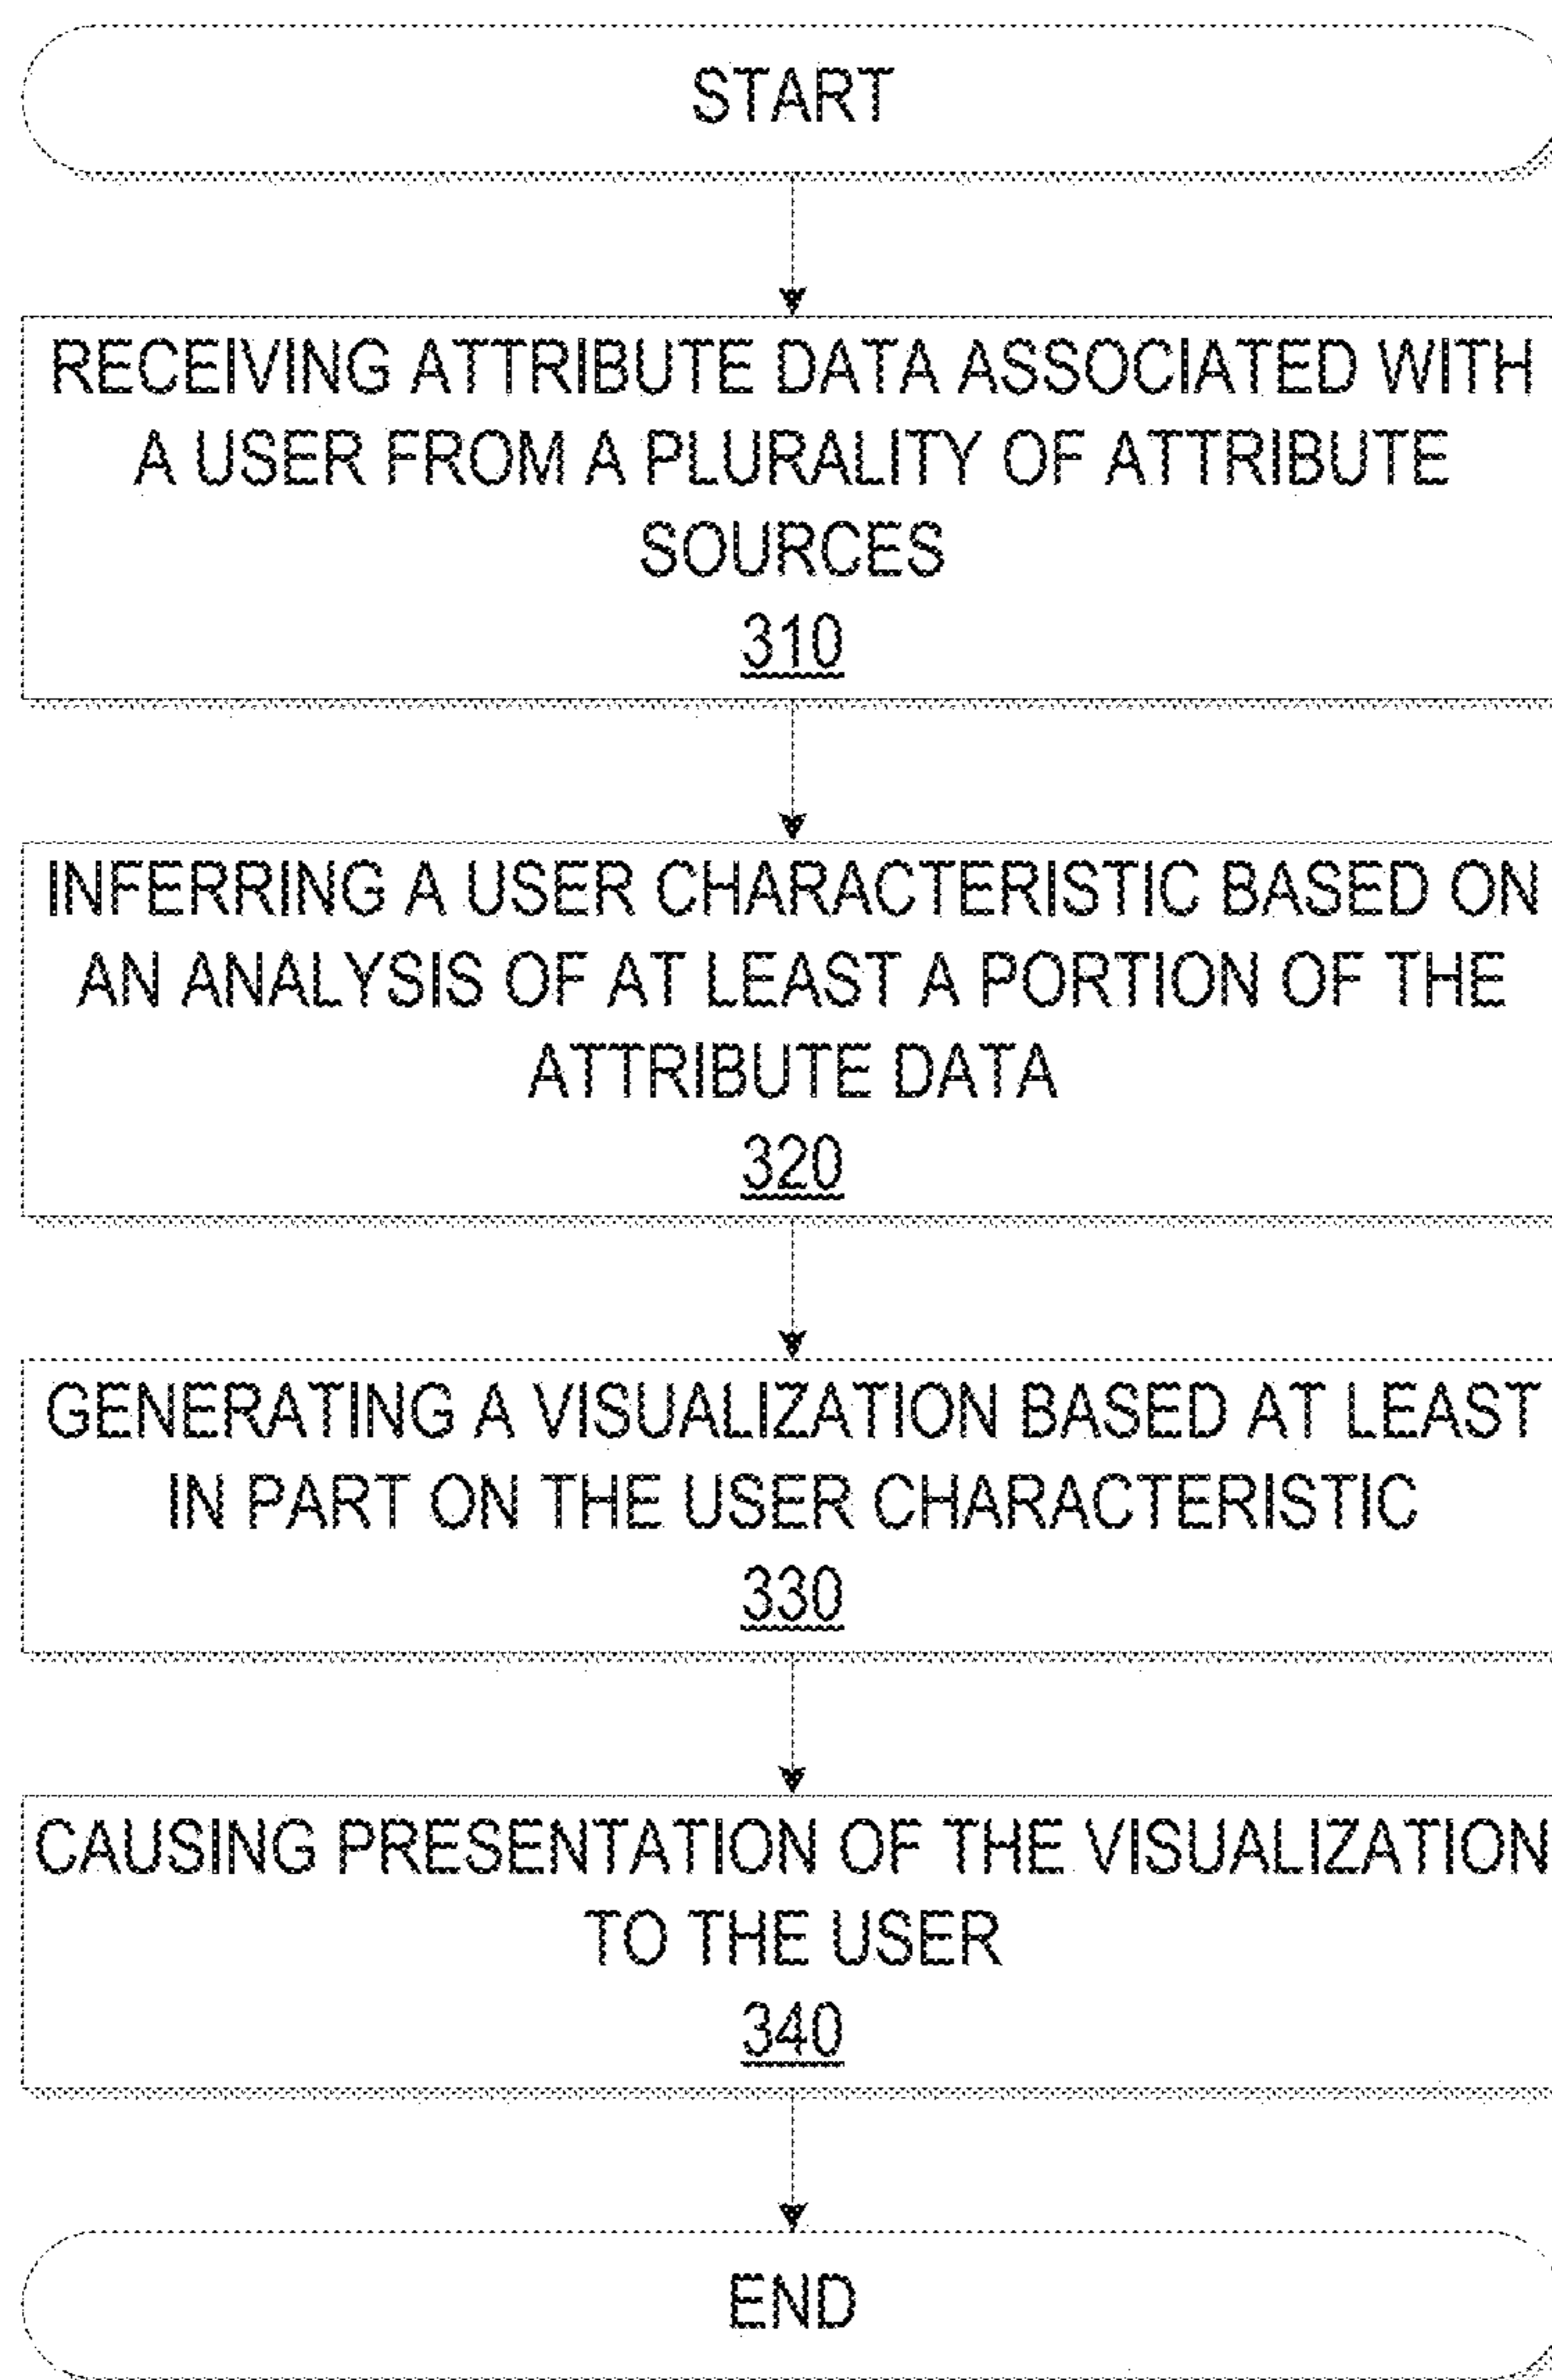 START
RECEIVING ATTRIBUTE DATA ASSOCIATED WITH
A USER FROM A PLURALITY OF ATTRIBUTE
SOURCES
310
INFERRING A USER CHARACTERISTIC BASED ON
AN ANALYSIS OF AT LEAST A PORTION OF THE
ATTRIBUTE DATA
320
GENERATING A VISUALIZATION BASED AT LEAST
IN PART ON THE USER CHARACTERISTIC
330
CAUSING PRESENTATION OF THE VISUALIZATION
TO THE USER
340
END